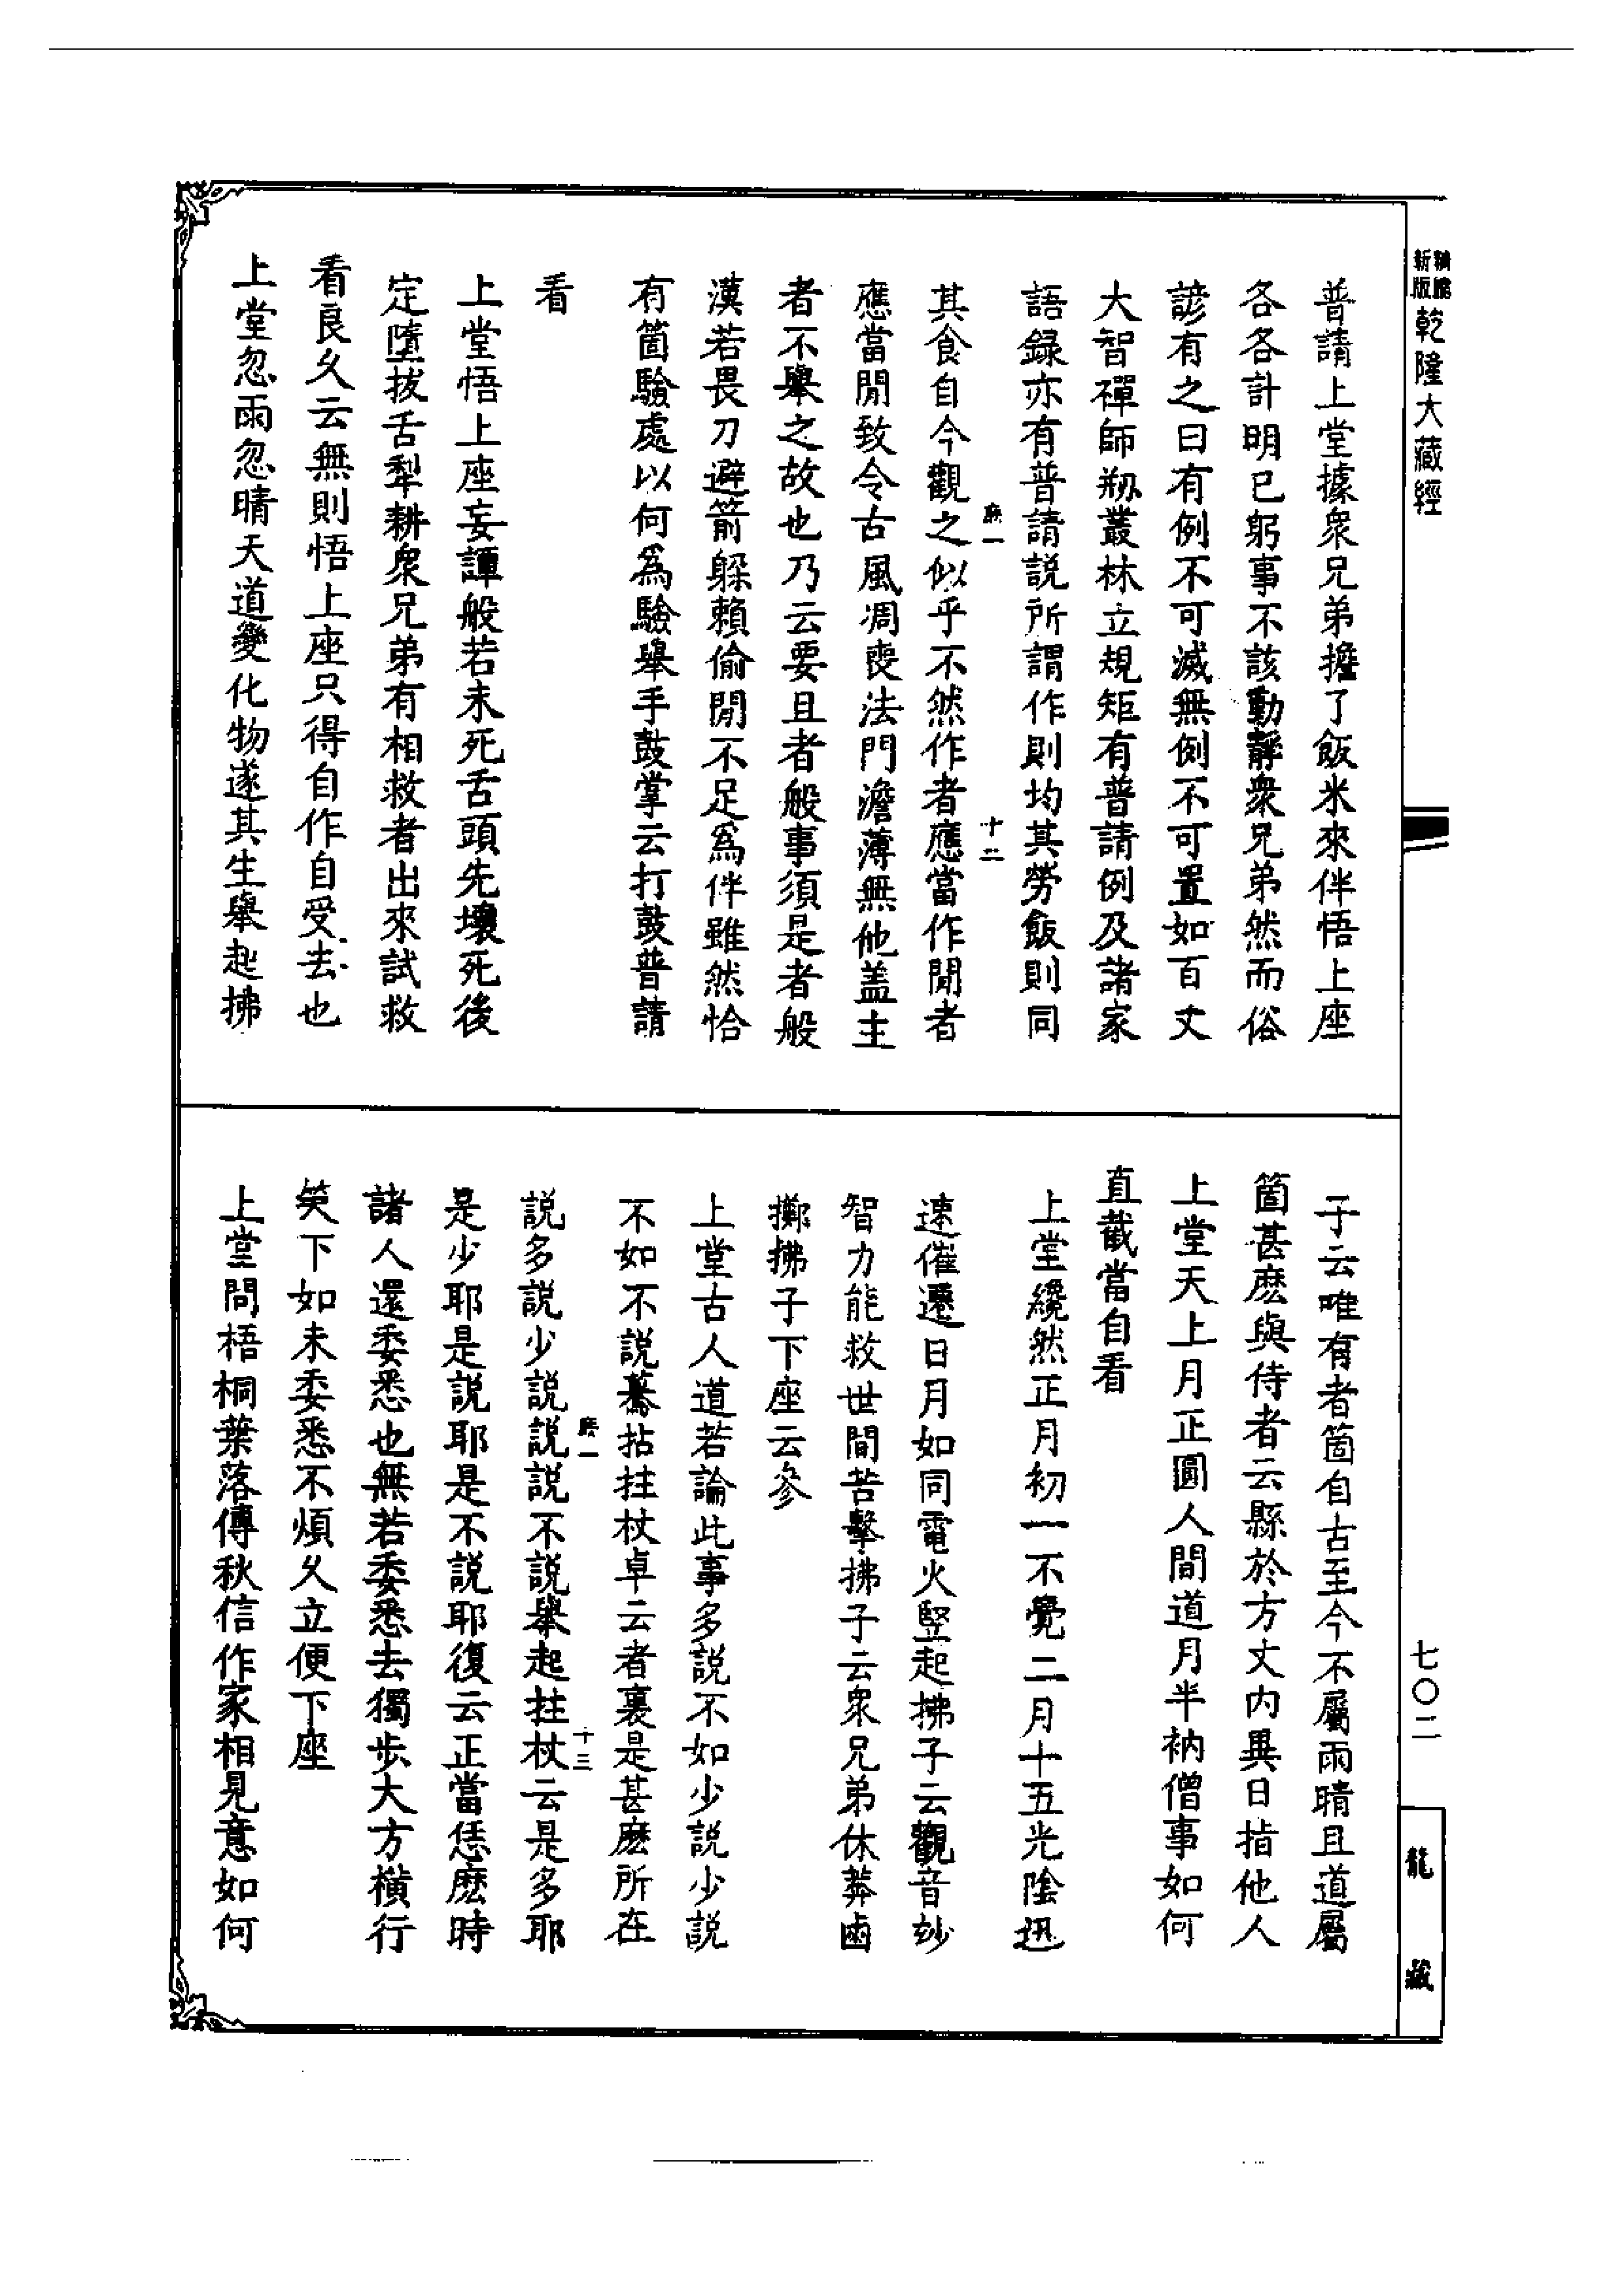 精縮
新版
乾隆大藏經
普請上堂據衆兄弟擔了飯米來伴悟上座
各各計明已躬事不該動靜衆兄弟然而俗
諺有之曰有例不可滅無例不可置如百丈
大智禪師剏叢林立規矩有普請例及諸家
語録亦有普請説所謂作則均其勞飯則同
其食自今觀之似乎不然作者應當作閒者
應當閒致令古風凋喪法門澹薄無他盖主
者不舉之故也乃云要且者般事須是者般
漢若畏刀避箭躲賴偷閒不足爲伴雖然恰
有箇驗處以何爲驗舉手鼓掌云打鼓普請
看
上堂悟上座妄譚般若未死舌頭先壞死後
定墮拔舌犁耕衆兄弟有相救者出來試救
看良久云無則悟上座只得自作自受去也
上堂忽雨忽晴天道變化物遂其生舉起拂
十二
子云唯有者箇自古至今不屬雨晴且道屬
箇甚麽與侍者云縣於方丈内異日指他人
上堂天上月正圓人間道月半衲僧事如何
直截當自看
上堂纔然正月初一不覺二月十五光陰迅
速催遷日月如同電火竪起拂子云觀音妙
智力能救世間苦擊拂子云衆兄弟休莽鹵
擲拂子下座云參
上堂古人道若論此事多説不如少説少説
不如不説驀拈拄杖卓云者裏是甚麽所在
説多説少説説説不説舉起拄杖云是多耶
是少耶是説耶是不説耶復云正當恁麽時
諸人還委悉也無若委悉去獨步大方横行
天下如未委悉不煩久立便下座
上堂問梧桐葉落傳秋信作家相見意如何
十三
七〇二
龍藏